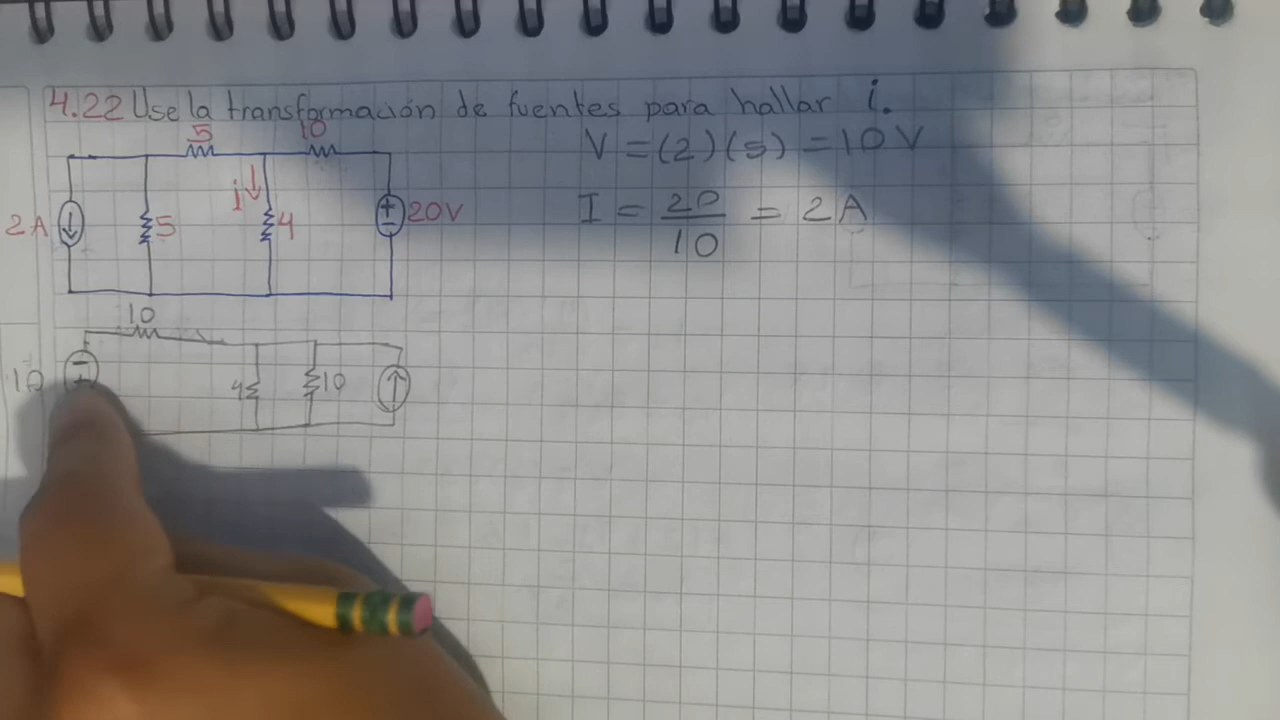 4.22 Use la transformación de fuentes para hallar i.
5 10 V = (2)(5) = 10 V
i
2A 5 4 20V I = 20/10 = 2 A
10
10 4 10